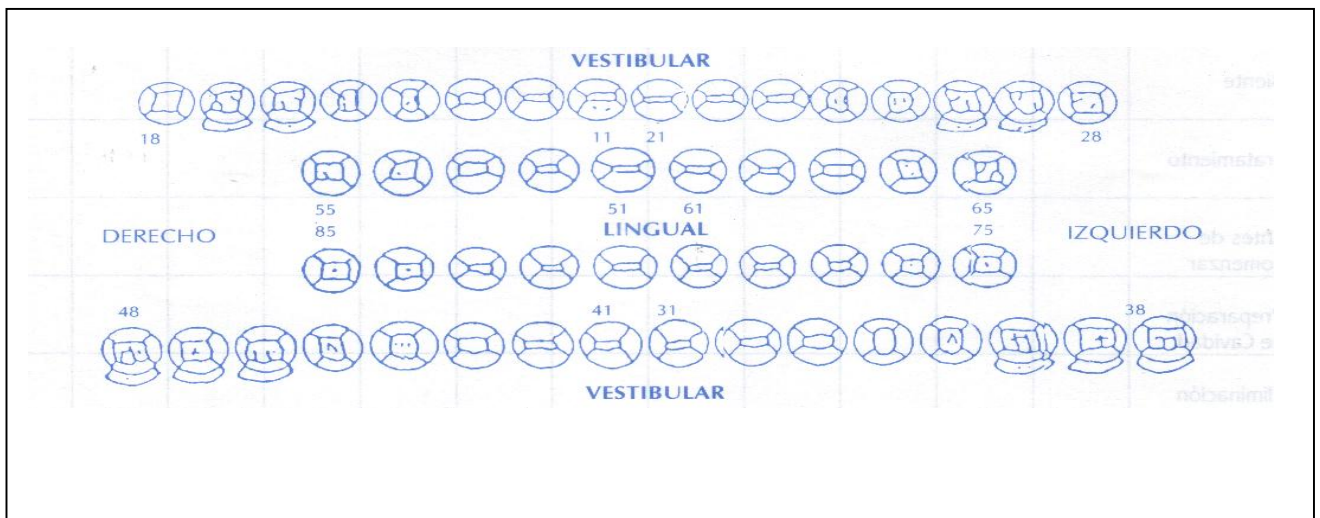 VESTIBULAR
18 11 21 28
55 51 61 65
DERECHO 85 LINGUAL 75 IZQUIERDO
48 41 31 38
VESTIBULAR